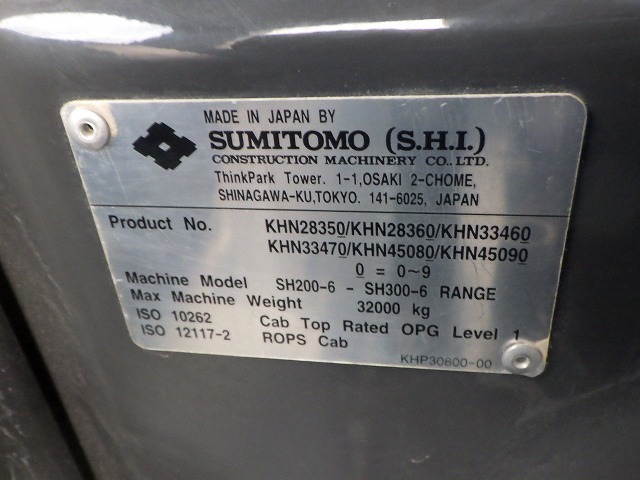 MADE IN JAPAN BY
SUMITOMO (S.H.I.)
CONSTRUCTION MACHINERY CO., LTD.
ThinkPark Tower. 1-1,OSAKI 2-CHOME,
SHINAGAWA-KU,TOKYO. 141-6025, JAPAN
Product No. KHN28350/KHN28360/KHN33460
KHN33470/KHN45080/KHN45090
0 = 0~9
Machine Model SH200-6 - SH300-6 RANGE
Max Machine Weight 32000 kg
ISO 10262 Cab Top Rated OPG Level 1
ISO 12117-2 ROPS Cab
KHP30800-00